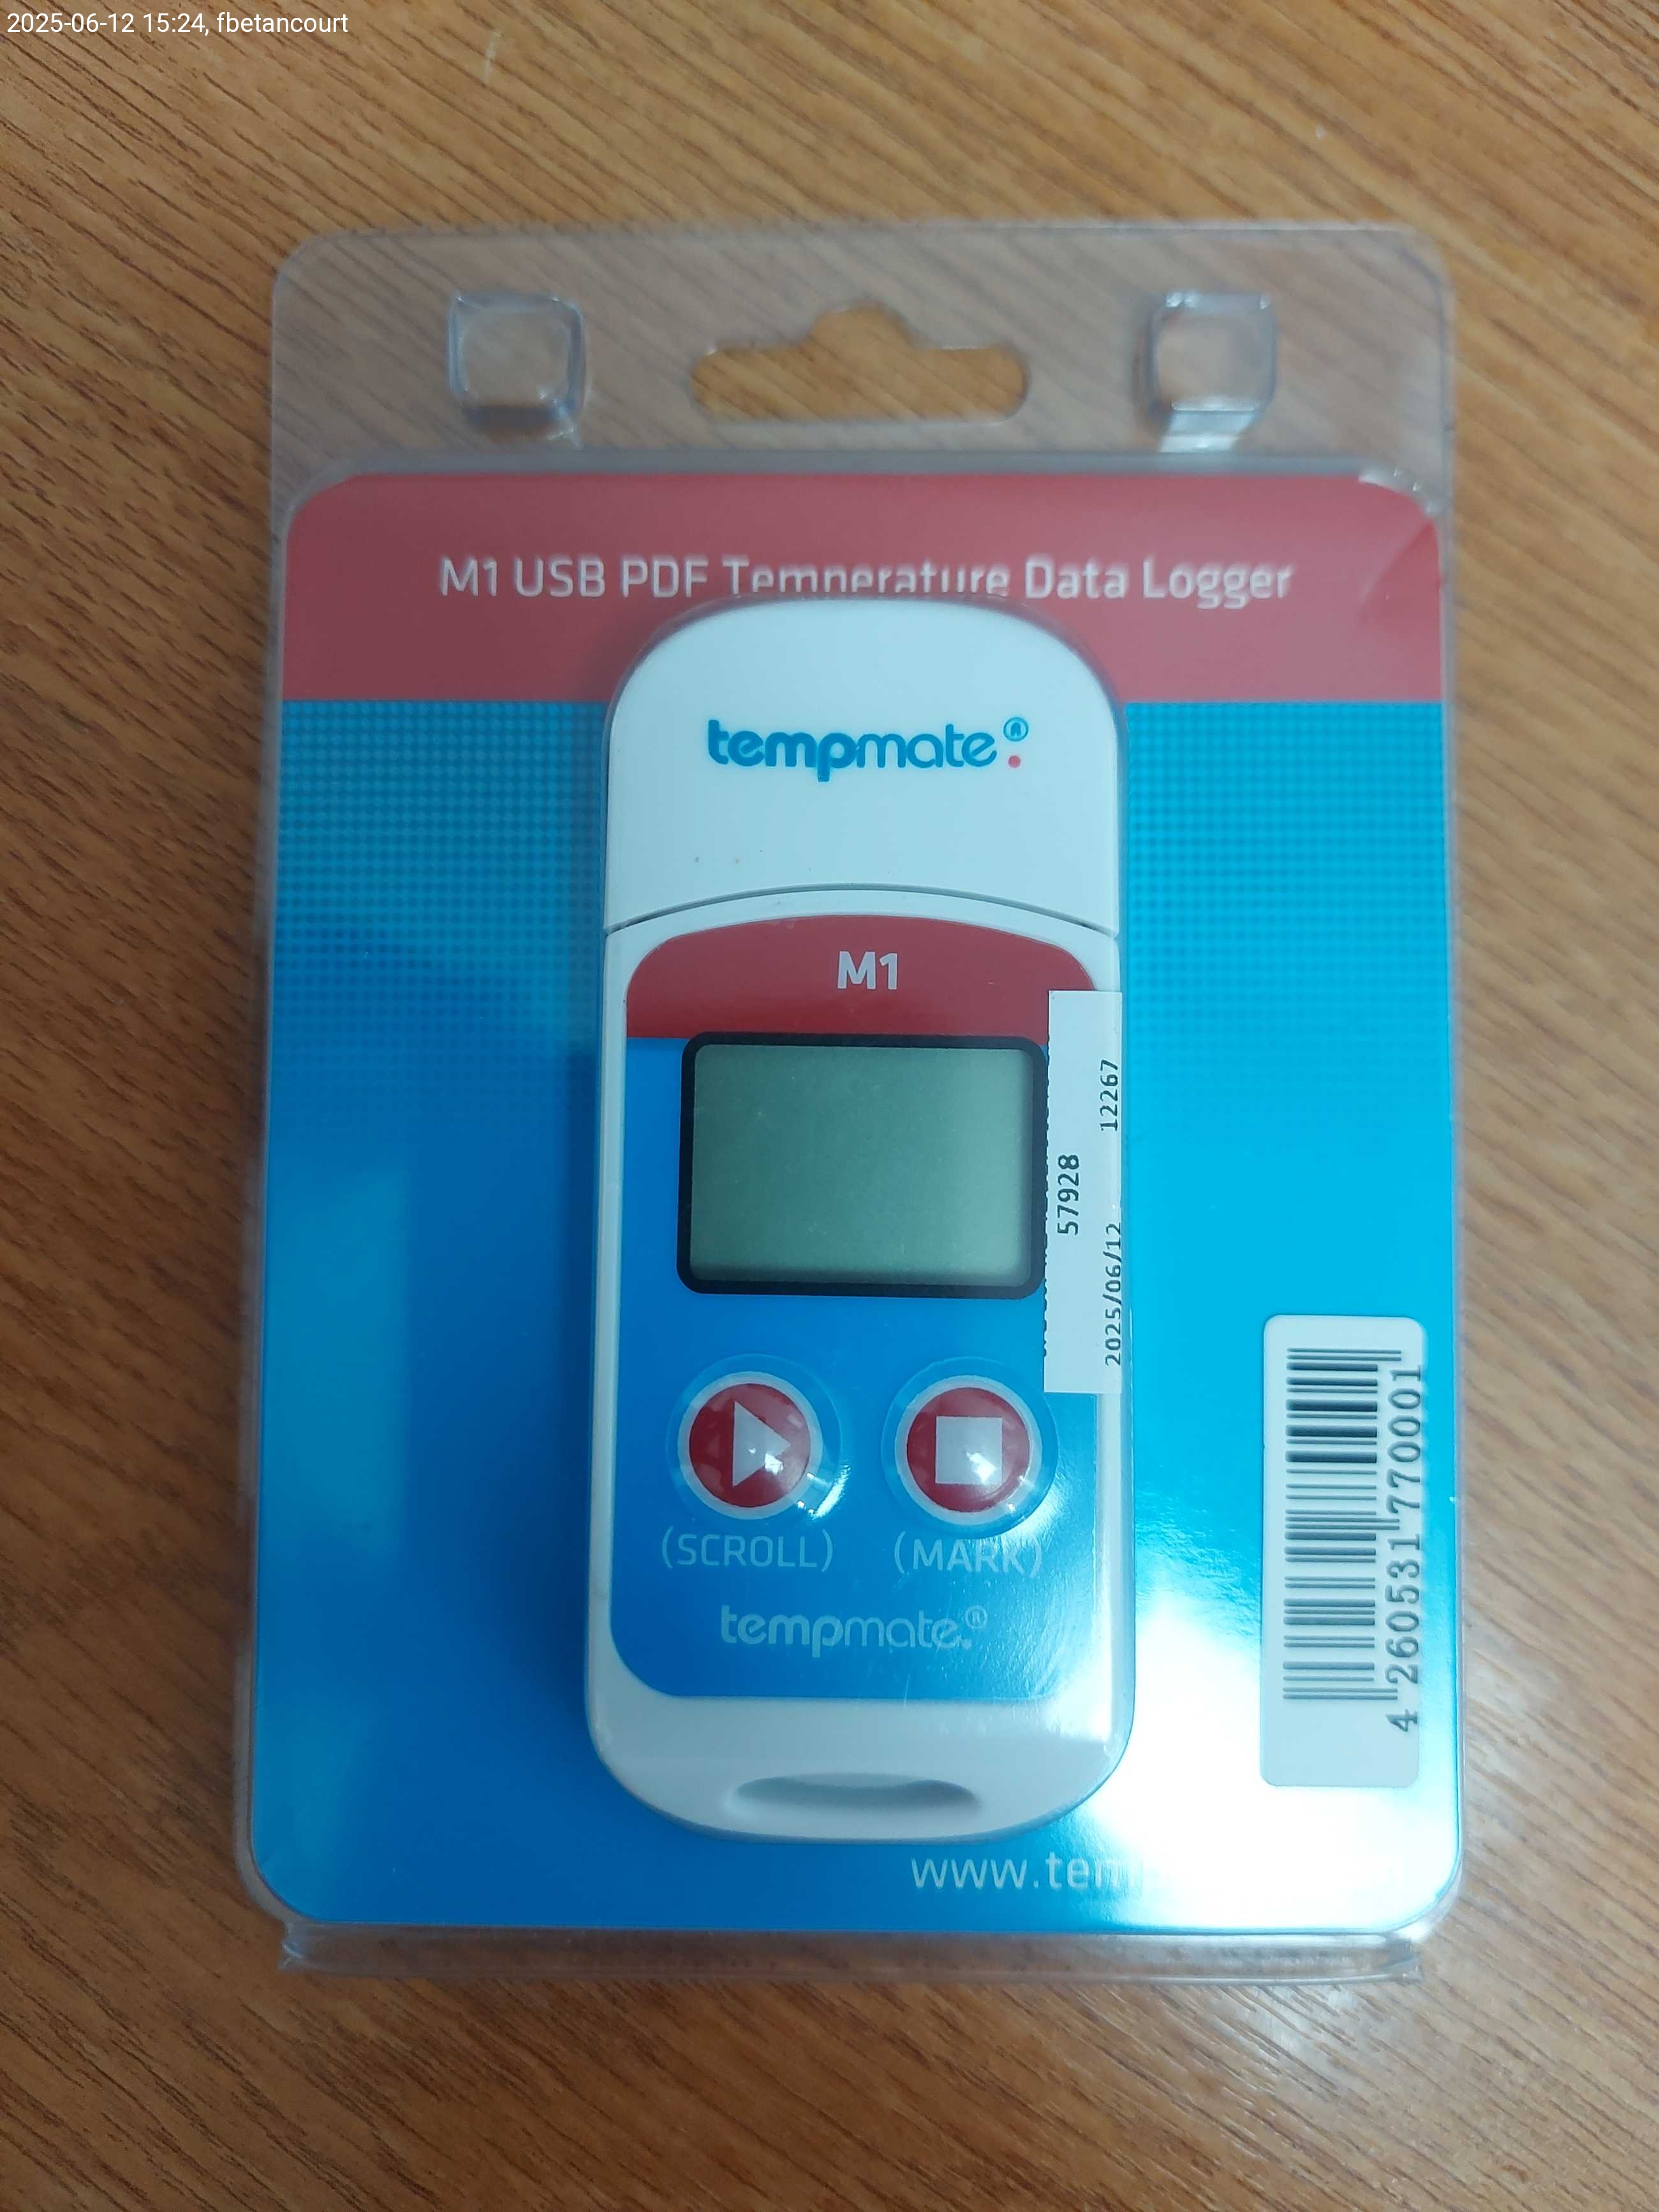 2025-06-12 15:24, fbetancourt
M1 USB PDF Temperature Data Logger
tempmate.®
M1
57928
2025/06/12 12267
(SCROLL) (MARK)
tempmate.®
4 260531 770001